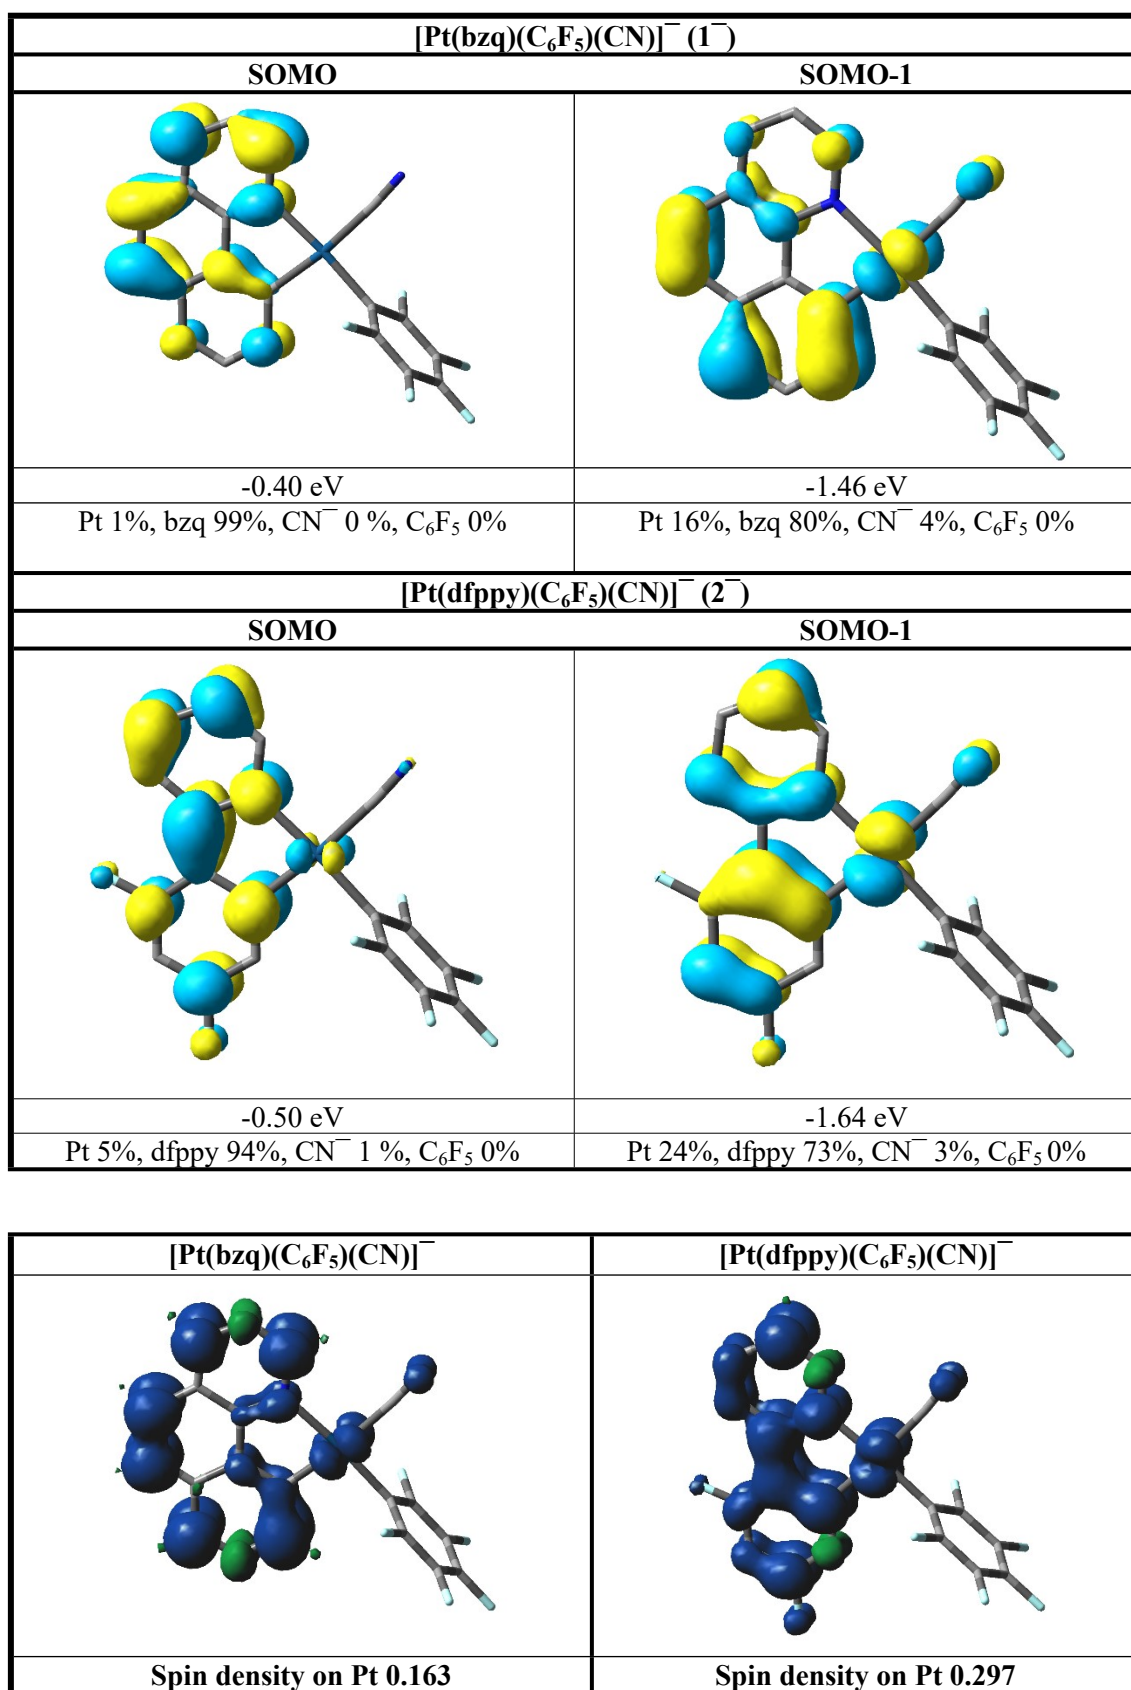 [Pt(bzq)(C₆F₅)(CN)]¯ (1¯)
SOMO SOMO-1
-0.40 eV -1.46 eV
Pt 1%, bzq 99%, CN¯ 0 %, C₆F₅ 0% Pt 16%, bzq 80%, CN¯ 4%, C₆F₅ 0%
[Pt(dfppy)(C₆F₅)(CN)]¯ (2¯)
SOMO SOMO-1
-0.50 eV -1.64 eV
Pt 5%, dfppy 94%, CN¯ 1 %, C₆F₅ 0% Pt 24%, dfppy 73%, CN¯ 3%, C₆F₅ 0%
[Pt(bzq)(C₆F₅)(CN)]¯ [Pt(dfppy)(C₆F₅)(CN)]¯
Spin density on Pt 0.163 Spin density on Pt 0.297